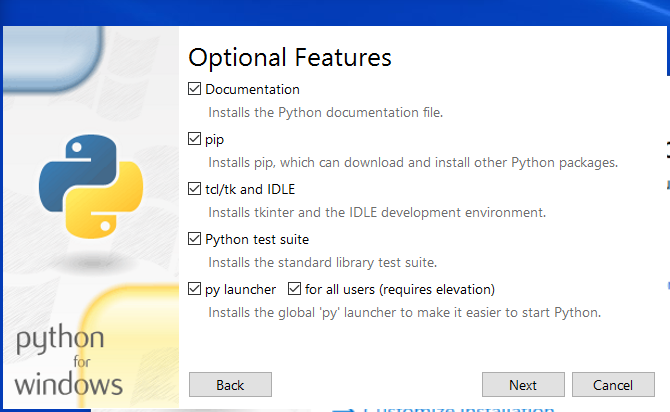 Optional Features
Documentation
Installs the Python documentation file.
pip
Installs pip, which can download and install other Python packages.
tcl/tk and IDLE
Installs tkinter and the IDLE development environment.
Python test suite
Installs the standard library test suite.
py launcher for all users (requires elevation)
Installs the global 'py' launcher to make it easier to start Python.
python
for
windows
Back Next Cancel
Customize installation